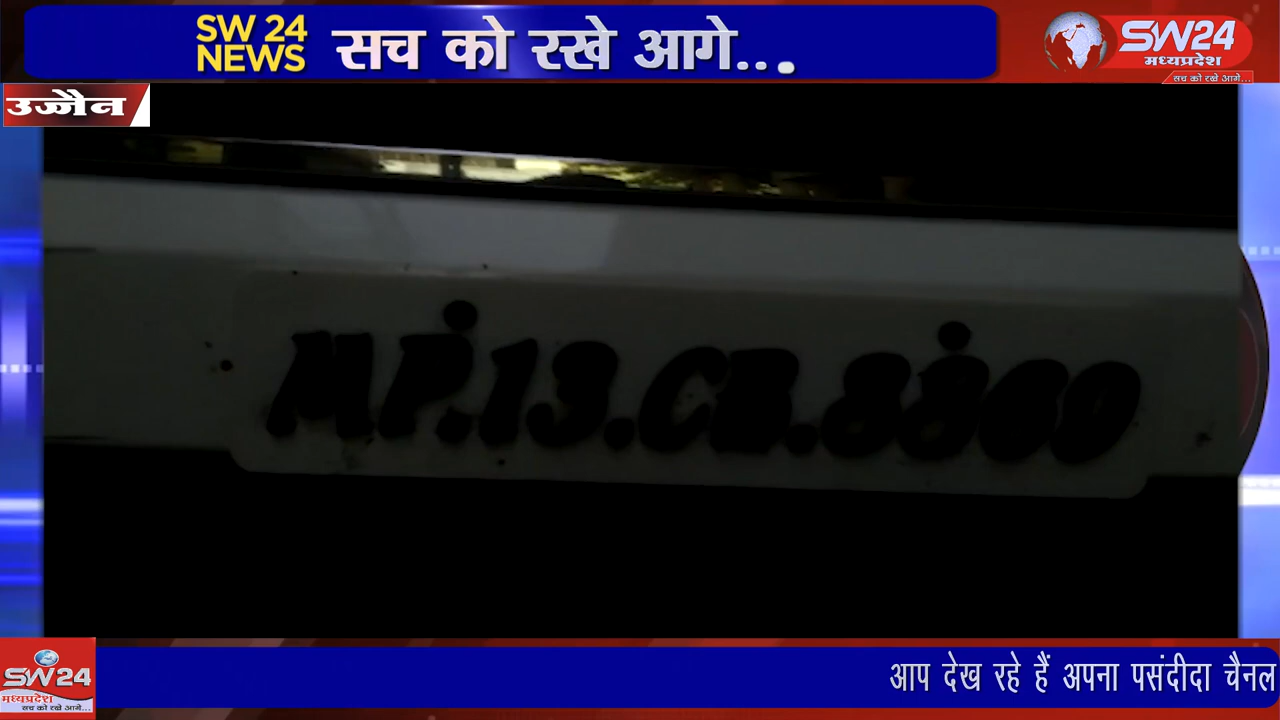 SW 24
NEWS
सच को रखे आगे...
SW24
मध्यप्रदेश
सच को रखे आगे...
उज्जैन
M.P.13.CB.8860
आप देख रहे हैं अपना पसंदीदा चैनल
SW24
मध्यप्रदेश
सच को रखे आगे...